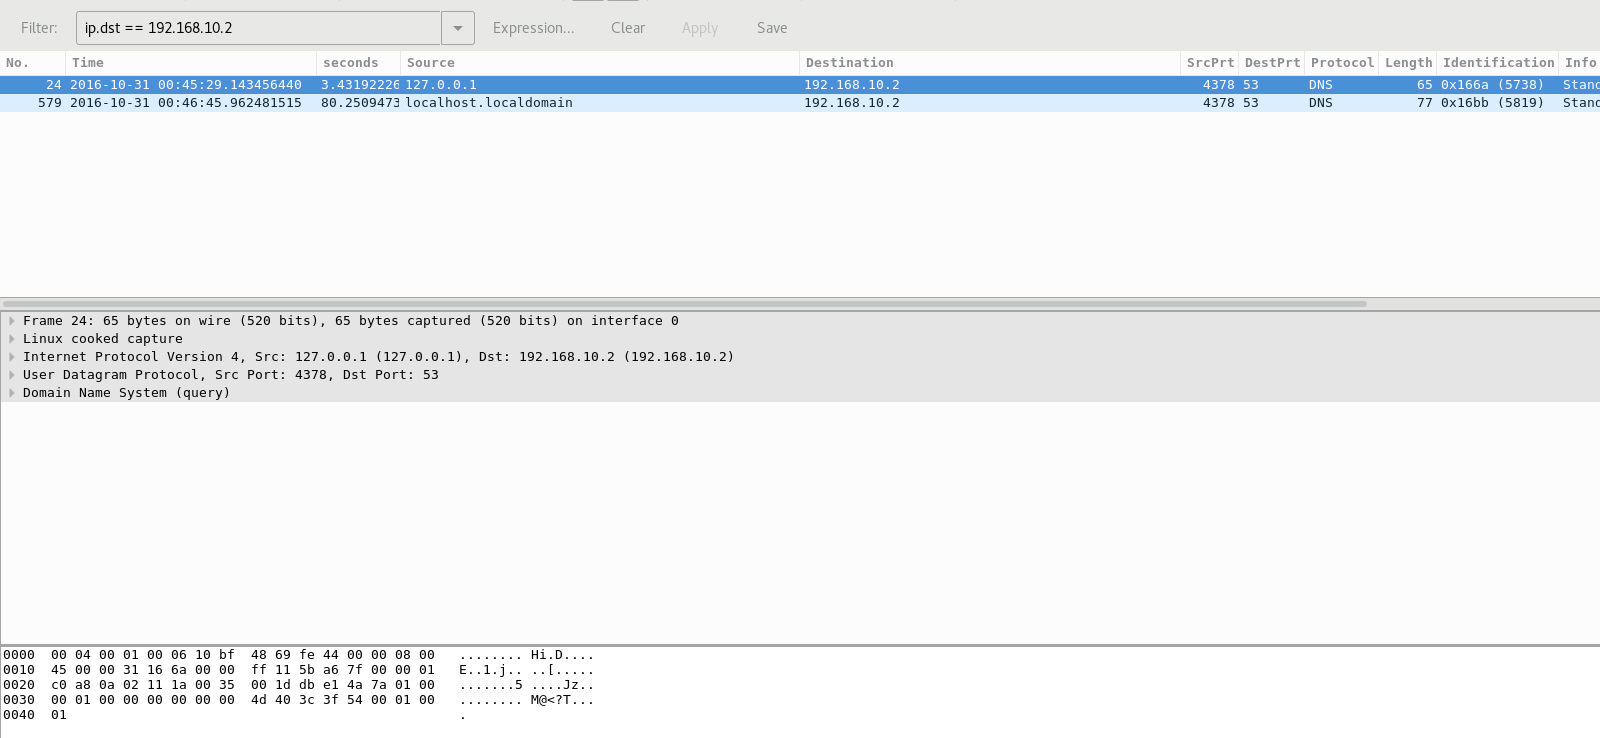 Filter: ip.dst == 192.168.10.2 Expression... Clear Apply Save
No. Time seconds Source Destination SrcPrt DestPrt Protocol Length Identification Info
24 2016-10-31 00:45:29.143456440 3.43192226 127.0.0.1 192.168.10.2 4378 53 DNS 65 0x166a (5738) Stand
579 2016-10-31 00:46:45.962481515 80.2509473 localhost.localdomain 192.168.10.2 4378 53 DNS 77 0x16bb (5819) Stand
Frame 24: 65 bytes on wire (520 bits), 65 bytes captured (520 bits) on interface 0
Linux cooked capture
Internet Protocol Version 4, Src: 127.0.0.1 (127.0.0.1), Dst: 192.168.10.2 (192.168.10.2)
User Datagram Protocol, Src Port: 4378, Dst Port: 53
Domain Name System (query)
0000 00 04 00 01 00 06 10 bf 48 69 fe 44 00 00 08 00 ........ Hi.D....
0010 45 00 00 31 16 6a 00 00 ff 11 5b a6 7f 00 00 01 E..1.j.. ..[.....
0020 c0 a8 0a 02 11 1a 00 35 00 1d db e1 4a 7a 01 00 .......5 ....Jz..
0030 00 01 00 00 00 00 00 00 4d 40 3c 3f 54 00 01 00 ........ M@<?T...
0040 01 .